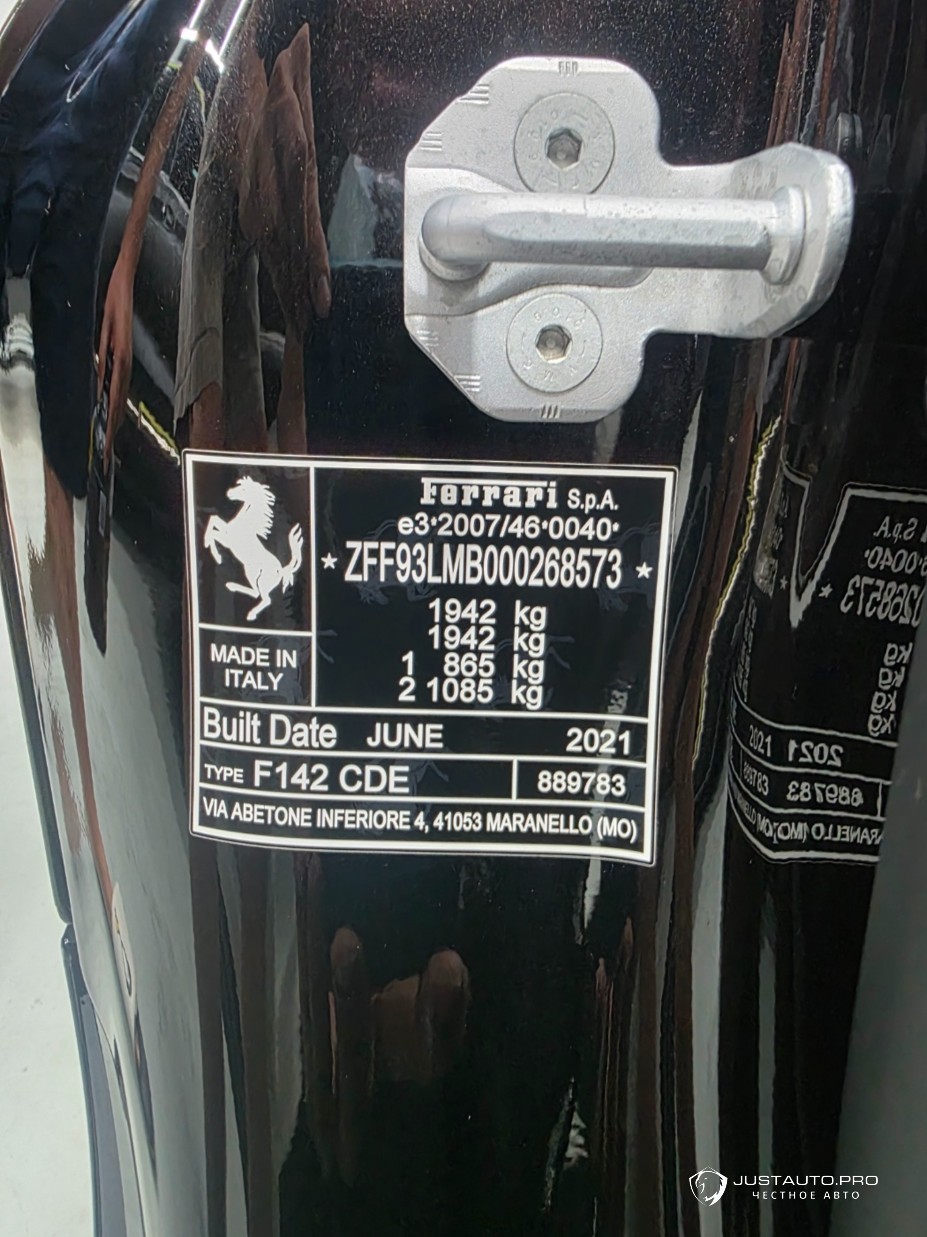 Ferrari S.p.A.
e3*2007/46*0040*
* ZFF93LMB000268573 *
1942 kg
1942 kg
1 865 kg
2 1085 kg
MADE IN
ITALY
Built Date JUNE 2021
TYPE F142 CDE 889783
VIA ABETONE INFERIORE 4, 41053 MARANELLO (MO)
JUSTAUTO.PRO
ЧЕСТНОЕ АВТО